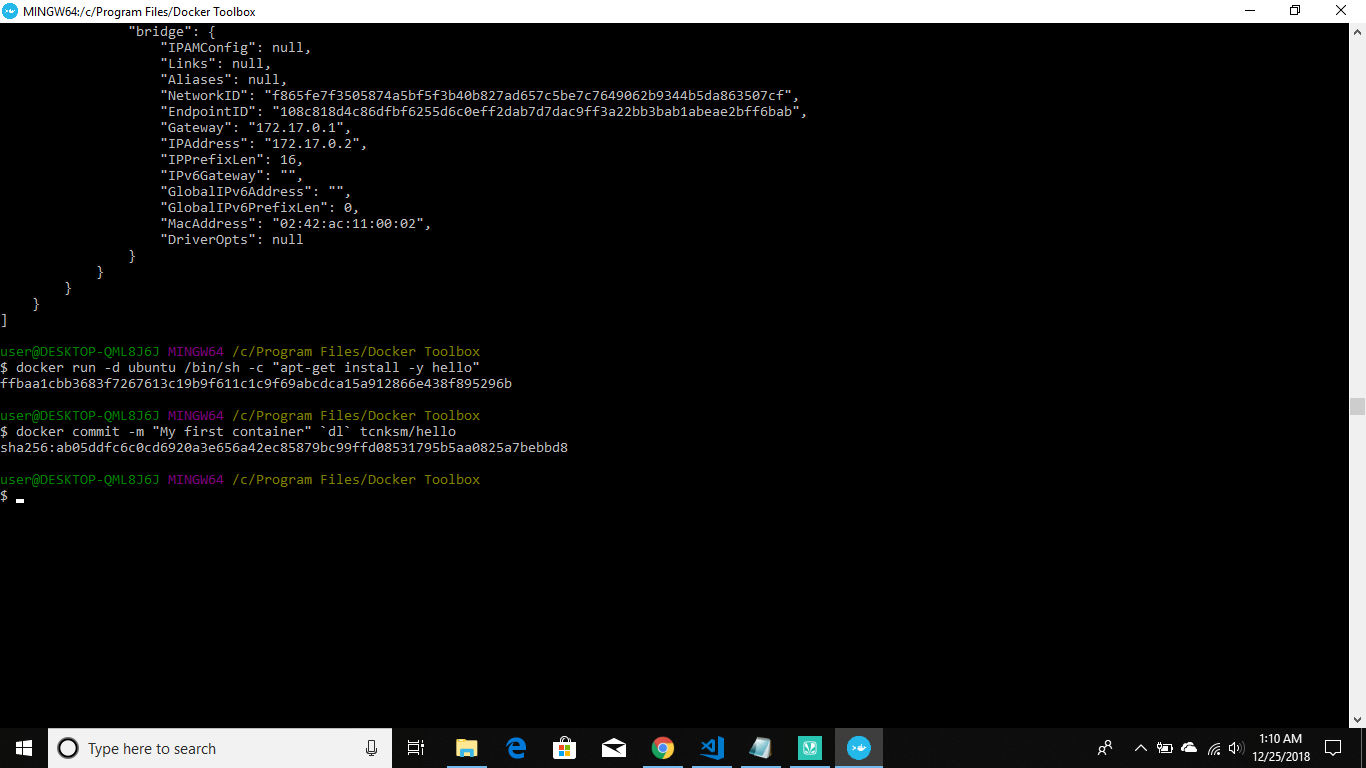 MINGW64:/c/Program Files/Docker Toolbox
"bridge": {
"IPAMConfig": null,
"Links": null,
"Aliases": null,
"NetworkID": "f865fe7f3505874a5bf5f3b40b827ad657c5be7c7649062b9344b5da863507cf",
"EndpointID": "108c818d4c86dfbf6255d6c0eff2dab7d7dac9ff3a22bb3bab1abeae2bff6bab",
"Gateway": "172.17.0.1",
"IPAddress": "172.17.0.2",
"IPPrefixLen": 16,
"IPv6Gateway": "",
"GlobalIPv6Address": "",
"GlobalIPv6PrefixLen": 0,
"MacAddress": "02:42:ac:11:00:02",
"DriverOpts": null
}
}
}
}
]
user@DESKTOP-QML8J6J MINGW64 /c/Program Files/Docker Toolbox
$ docker run -d ubuntu /bin/sh -c "apt-get install -y hello"
ffbaa1cbb3683f7267613c19b9f611c1c9f69abcdca15a912866e438f895296b
user@DESKTOP-QML8J6J MINGW64 /c/Program Files/Docker Toolbox
$ docker commit -m "My first container" `dl` tcnksm/hello
sha256:ab05ddfc6c0cd6920a3e656a42ec85879bc99ffd08531795b5aa0825a7bebbd8
user@DESKTOP-QML8J6J MINGW64 /c/Program Files/Docker Toolbox
$
Type here to search
1:10 AM
12/25/2018